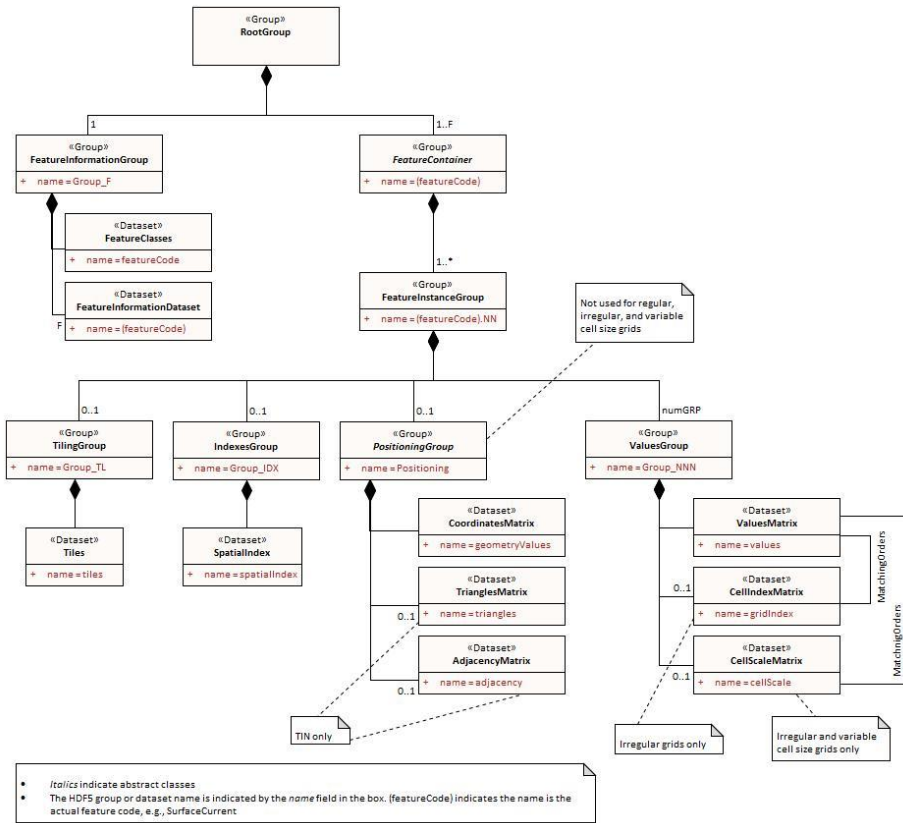 «Group»
RootGroup
1
1..F
«Group»
FeatureInformationGroup
+ name = Group_F
«Group»
FeatureContainer
+ name = (featureCode)
«Dataset»
FeatureClasses
+ name = featureCode
«Dataset»
FeatureInformationDataset
+ name = (featureCode)
F
1..*
«Group»
FeatureInstanceGroup
+ name = (featureCode).NN
Not used for regular,
irregular, and variable
cell size grids
0..1
0..1
0..1
numGRP
«Group»
TilingGroup
+ name = Group_TL
«Group»
IndexesGroup
+ name = Group_IDX
«Group»
PositioningGroup
+ name = Positioning
«Group»
ValuesGroup
+ name = Group_NNN
«Dataset»
Tiles
+ name = tiles
«Dataset»
SpatialIndex
+ name = spatialIndex
«Dataset»
CoordinatesMatrix
+ name = geometryValues
«Dataset»
TrianglesMatrix
+ name = triangles
0..1
«Dataset»
AdjacencyMatrix
+ name = adjacency
0..1
«Dataset»
ValuesMatrix
+ name = values
«Dataset»
CellIndexMatrix
+ name = gridIndex
0..1
«Dataset»
CellScaleMatrix
+ name = cellScale
0..1
MatchingOrders
MatchnigOrders
TIN only
Irregular grids only
Irregular and variable
cell size grids only
• Italics indicate abstract classes
• The HDF5 group or dataset name is indicated by the name field in the box. (featureCode) indicates the name is the
actual feature code, e.g., SurfaceCurrent